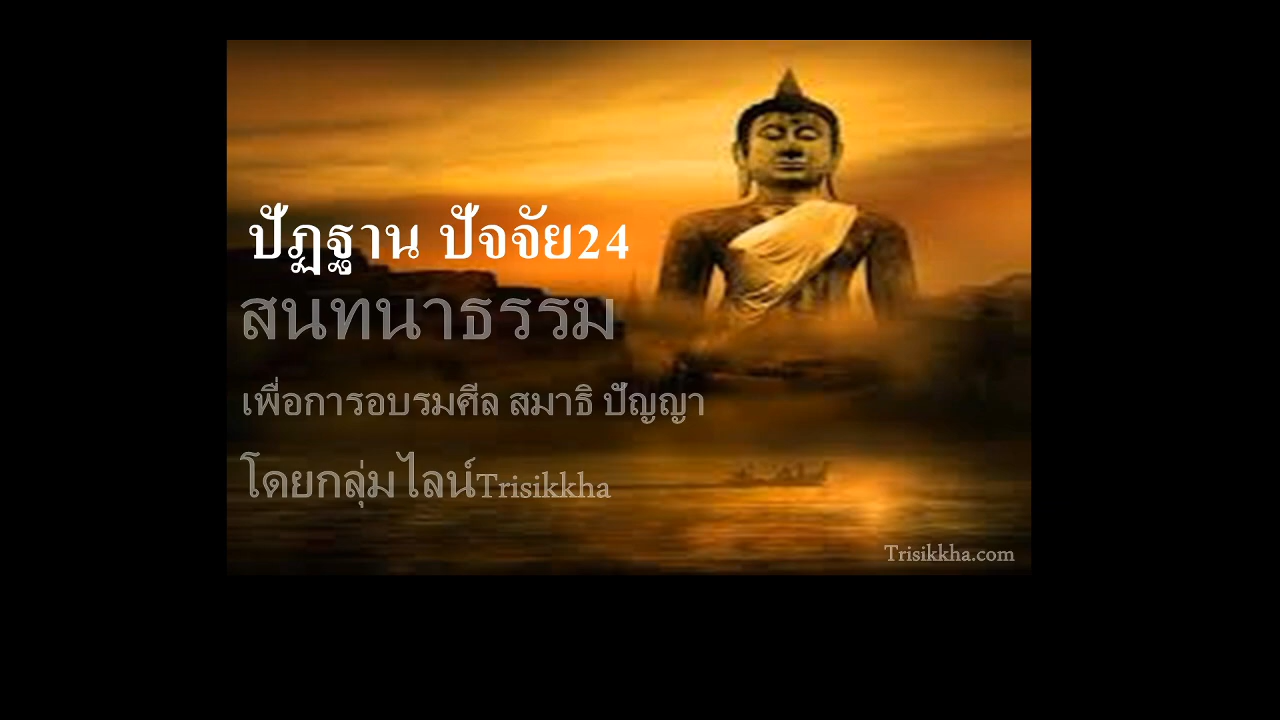 ปัฏฐาน ปัจจัย24
สนทนาธรรม
เพื่อการอบรมศีล สมาธิ ปัญญา
โดยกลุ่มไลน์Trisikkha
Trisikkha.com